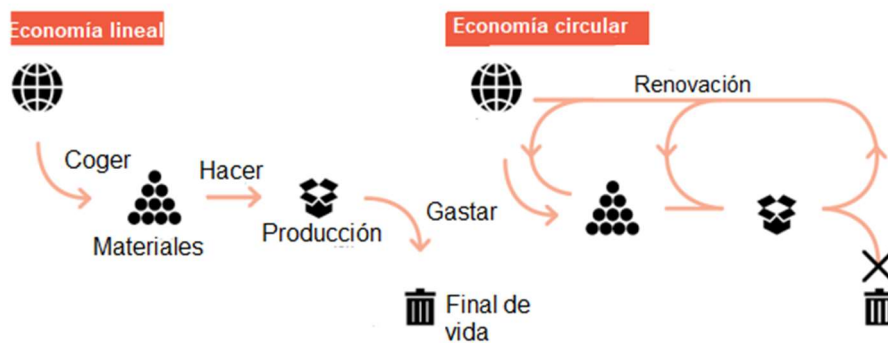 Economía lineal
Economía circular
Renovación
Coger
Hacer
Materiales
Producción
Gastar
Final de
vida